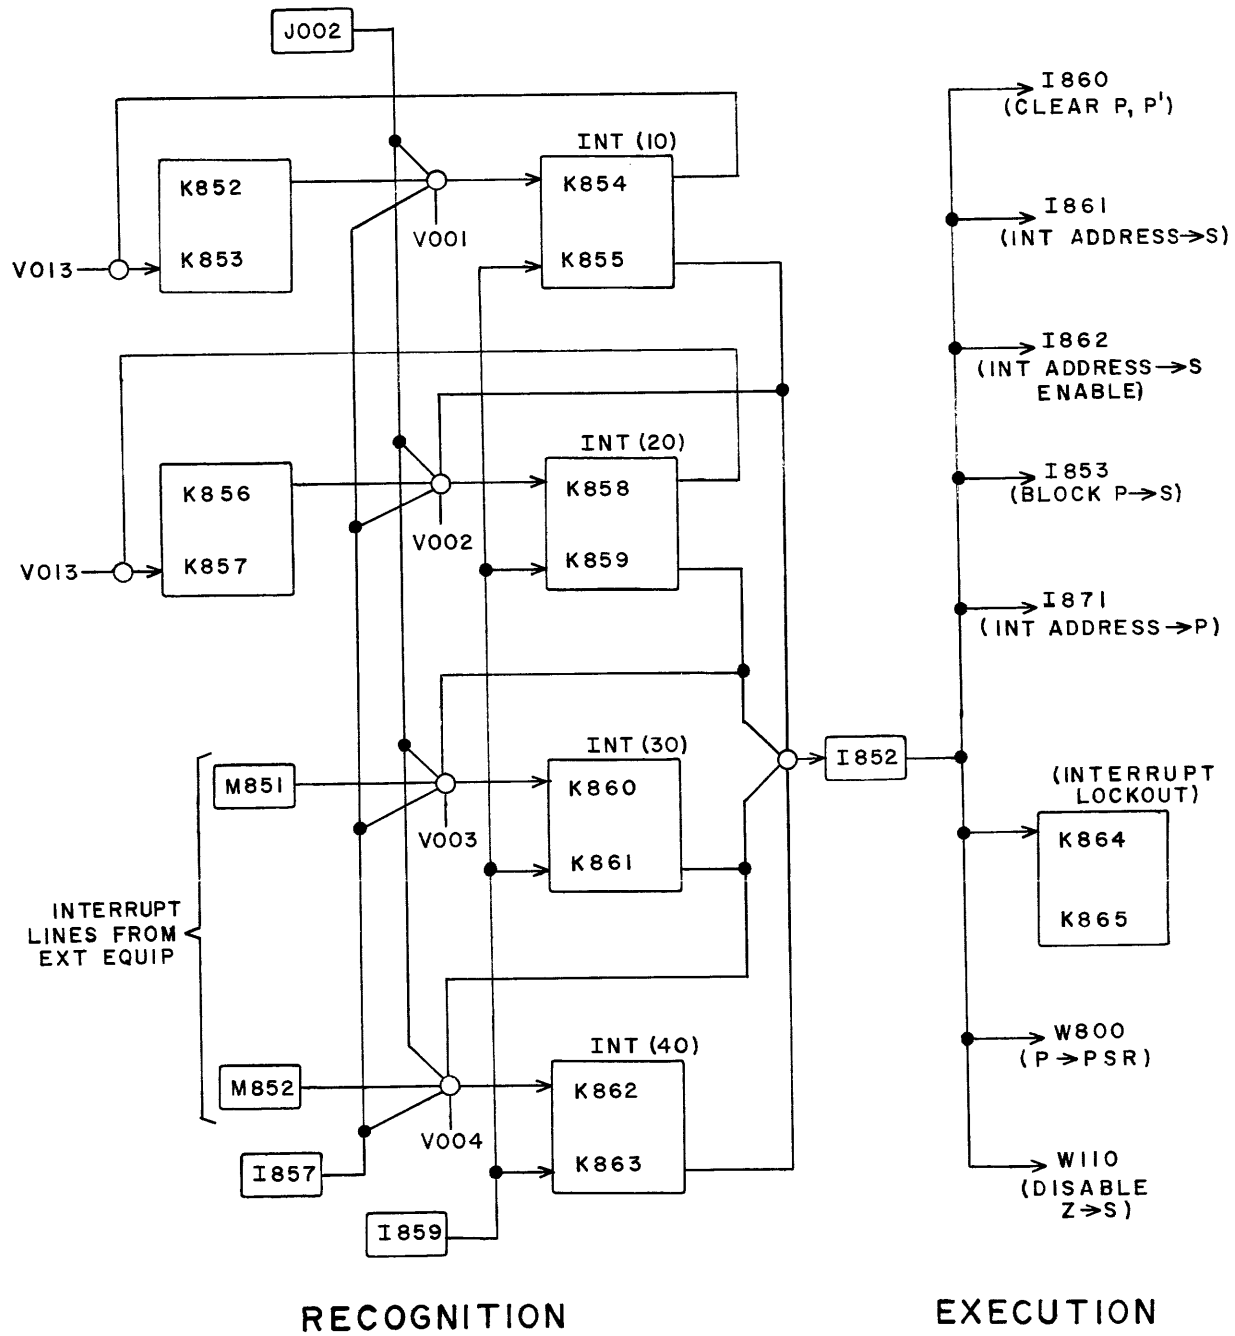 J002
I860
(CLEAR P, P')
INT (10)
K852
K854
V001
I861
(INT ADDRESS→S)
V013
K853
K855
I862
(INT ADDRESS→S
ENABLE)
INT (20)
K856
K858
I853
(BLOCK P→S)
V002
V013
K857
K859
I871
(INT ADDRESS→P)
INT (30)
M851
K860
I852
(INTERRUPT
LOCKOUT)
V003
K861
K864
INTERRUPT
LINES FROM
EXT EQUIP
K865
INT (40)
W800
(P→PSR)
M852
K862
V004
I857
K863
W110
(DISABLE
Z→S)
I859
RECOGNITION
EXECUTION